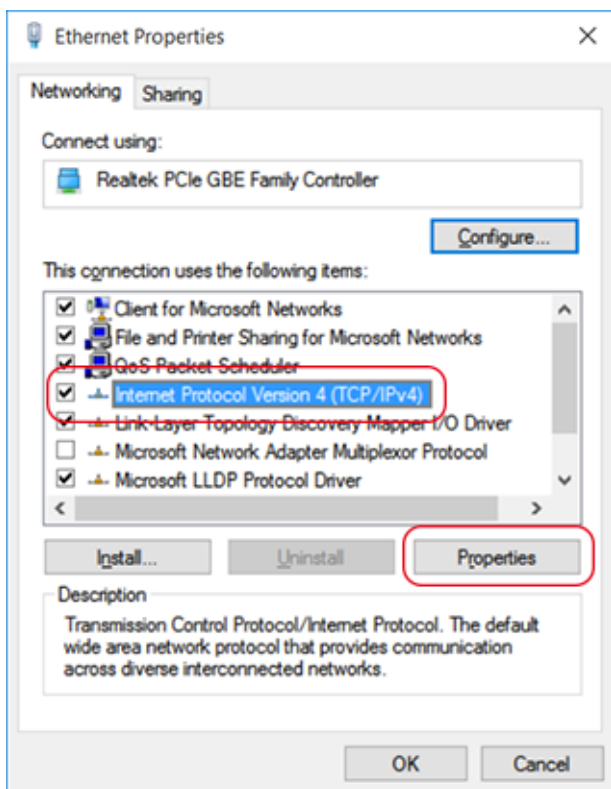 Ethernet Properties
Networking
Sharing
Connect using:
Realtek PCIe GBE Family Controller
Configure...
This connection uses the following items:
Client for Microsoft Networks
File and Printer Sharing for Microsoft Networks
QoS Packet Scheduler
Internet Protocol Version 4 (TCP/IPv4)
Link-Layer Topology Discovery Mapper I/O Driver
Microsoft Network Adapter Multiplexor Protocol
Microsoft LLDP Protocol Driver
Install...
Uninstall
Properties
Description
Transmission Control Protocol/Internet Protocol. The default
wide area network protocol that provides communication
across diverse interconnected networks.
OK
Cancel